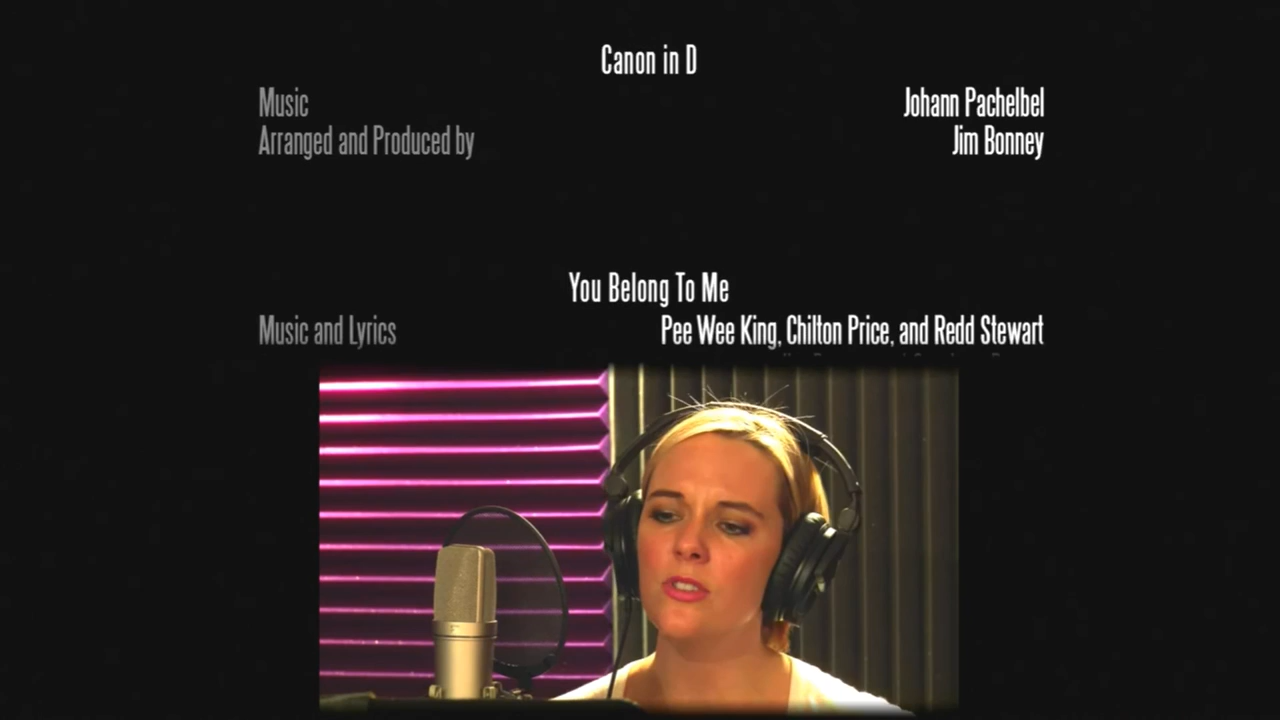 Canon in D
Music Johann Pachelbel
Arranged and Produced by Jim Bonney
You Belong To Me
Music and Lyrics Pee Wee King, Chilton Price, and Redd Stewart